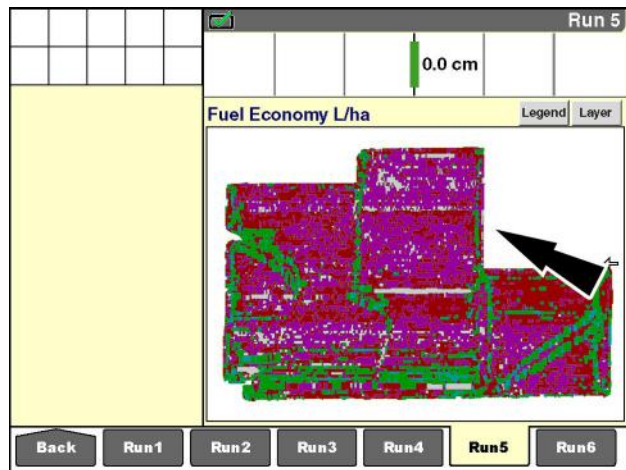 Run 5
0.0 cm
Fuel Economy L/ha
Legend
Layer
Back
Run1
Run2
Run3
Run4
Run5
Run6